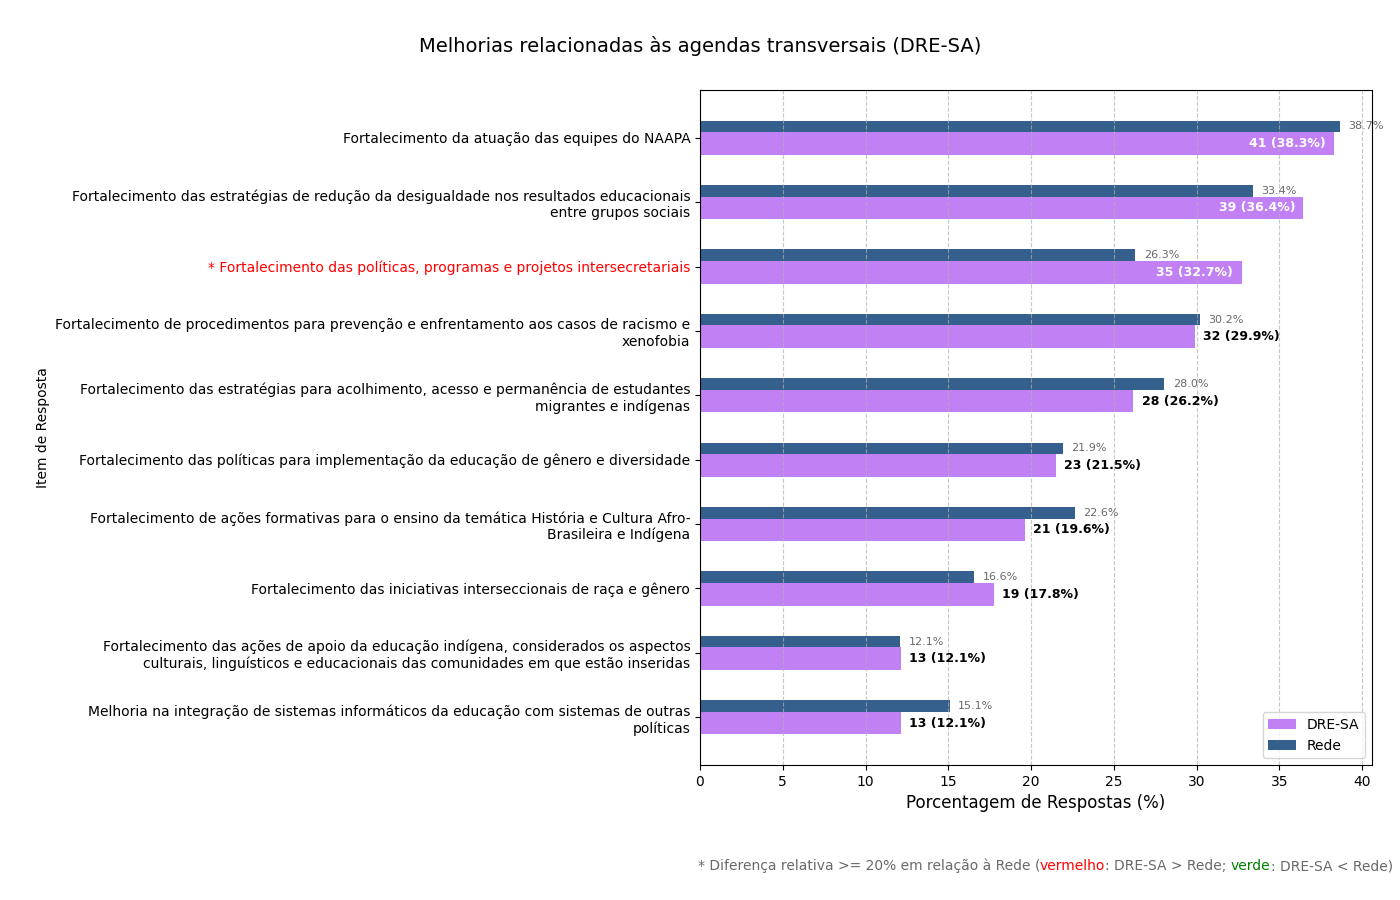 Melhorias relacionadas às agendas transversais (DRE-SA)
Item de Resposta
Fortalecimento da atuação das equipes do NAAPA
38.7%
41 (38.3%)
Fortalecimento das estratégias de redução da desigualdade nos resultados educacionais
entre grupos sociais
33.4%
39 (36.4%)
* Fortalecimento das políticas, programas e projetos intersecretariais
26.3%
35 (32.7%)
Fortalecimento de procedimentos para prevenção e enfrentamento aos casos de racismo e
xenofobia
30.2%
32 (29.9%)
Fortalecimento das estratégias para acolhimento, acesso e permanência de estudantes
migrantes e indígenas
28.0%
28 (26.2%)
Fortalecimento das políticas para implementação da educação de gênero e diversidade
21.9%
23 (21.5%)
Fortalecimento de ações formativas para o ensino da temática História e Cultura Afro-
Brasileira e Indígena
22.6%
21 (19.6%)
Fortalecimento das iniciativas interseccionais de raça e gênero
16.6%
19 (17.8%)
Fortalecimento das ações de apoio da educação indígena, considerados os aspectos
culturais, linguísticos e educacionais das comunidades em que estão inseridas
12.1%
13 (12.1%)
Melhoria na integração de sistemas informáticos da educação com sistemas de outras
políticas
15.1%
13 (12.1%)
DRE-SA
Rede
0 5 10 15 20 25 30 35 40
Porcentagem de Respostas (%)
* Diferença relativa >= 20% em relação à Rede (vermelho: DRE-SA > Rede; verde: DRE-SA < Rede)